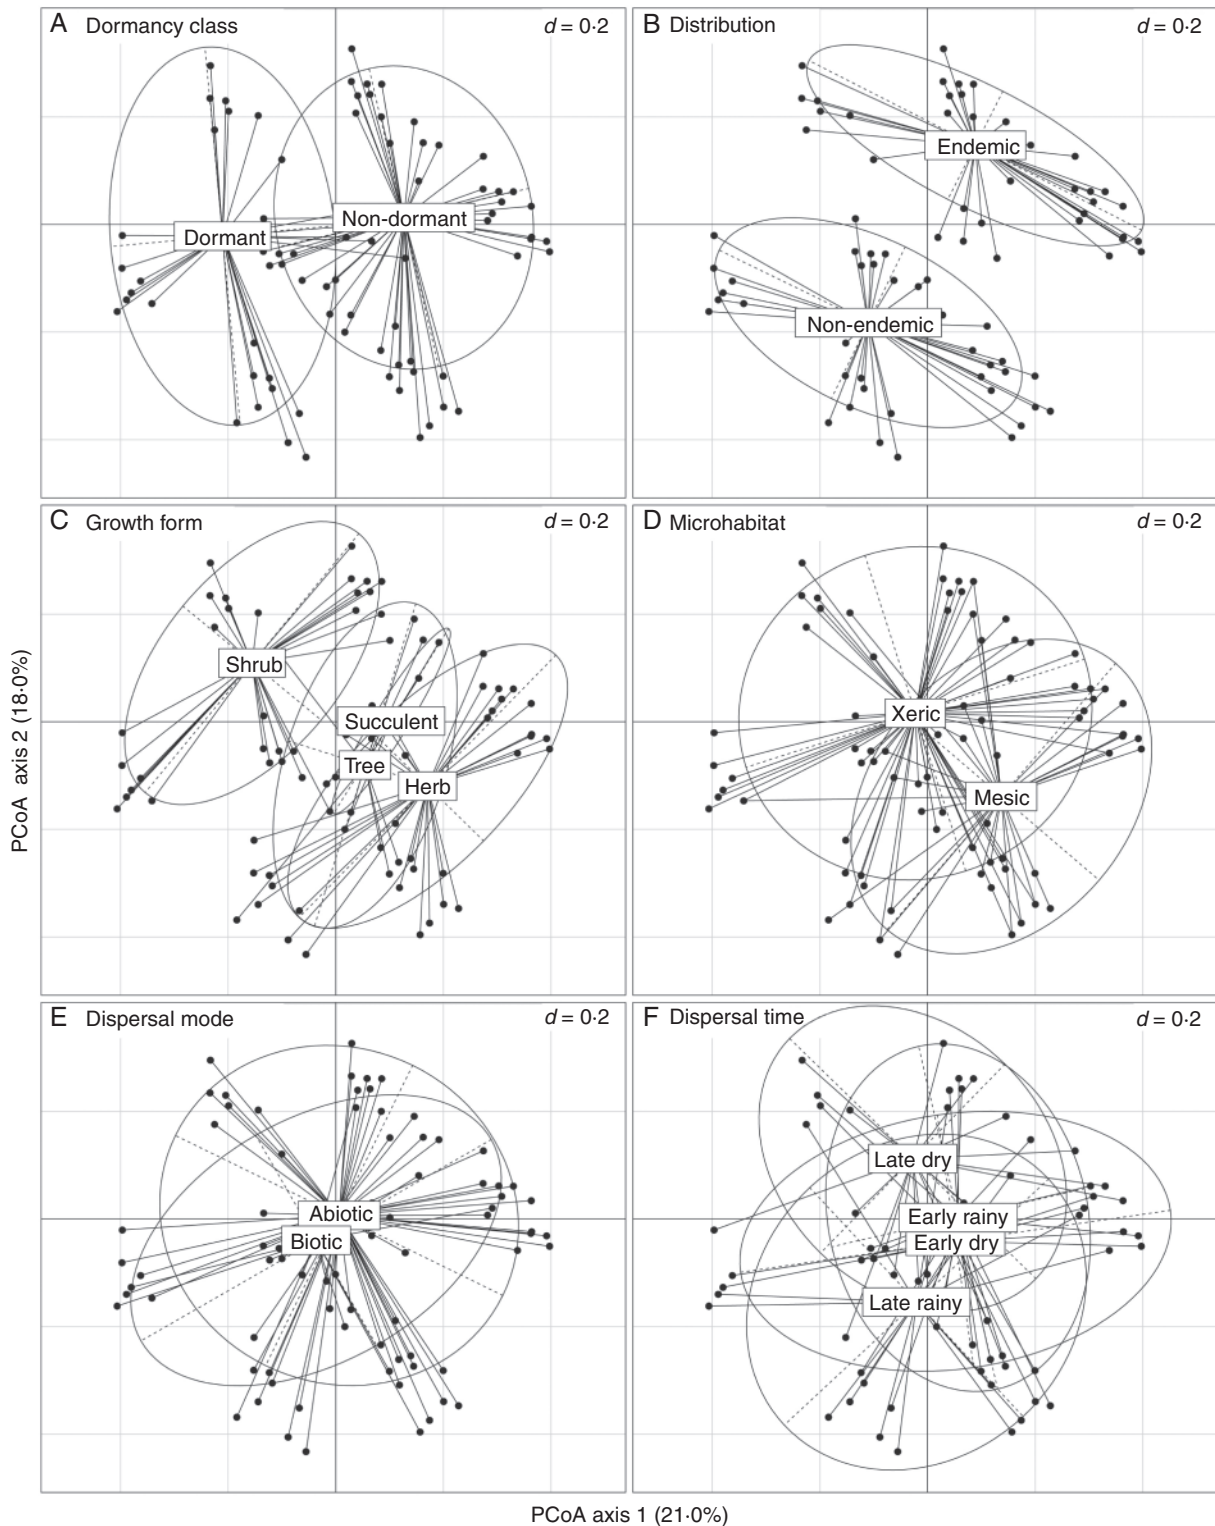 A Dormancy class d = 0·2
Dormant
Non-dormant
B Distribution d = 0·2
Endemic
Non-endemic
C Growth form d = 0·2
Shrub
Succulent
Tree
Herb
D Microhabitat d = 0·2
Xeric
Mesic
E Dispersal mode d = 0·2
Abiotic
Biotic
F Dispersal time d = 0·2
Late dry
Early rainy
Early dry
Late rainy
PCoA axis 2 (18·0%)
PCoA axis 1 (21·0%)